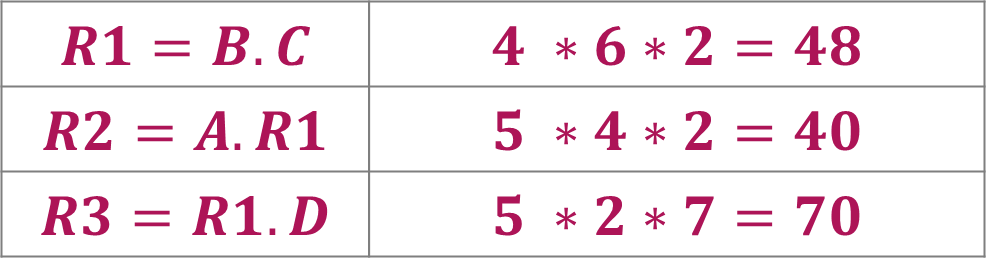 R1 = B.C 4 * 6 * 2 = 48
R2 = A.R1 5 * 4 * 2 = 40
R3 = R1.D 5 * 2 * 7 = 70